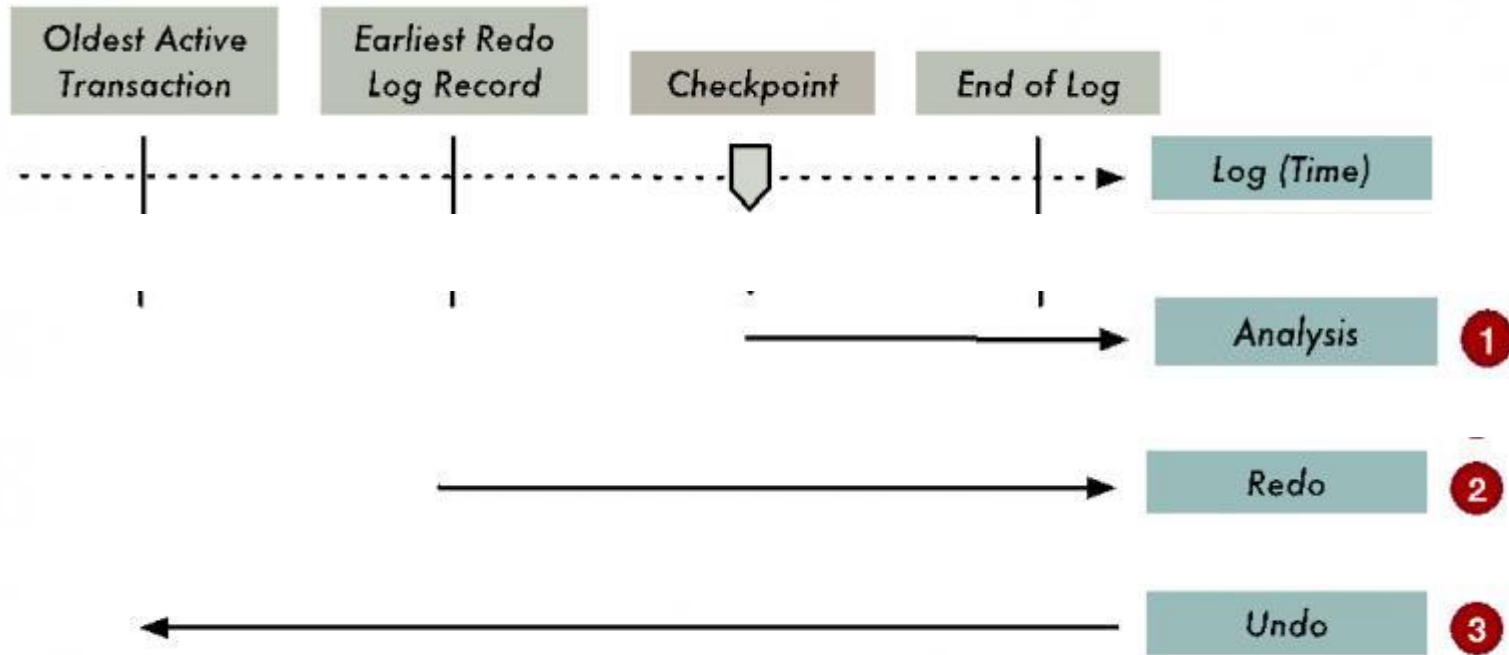 Oldest Active
Transaction
Earliest Redo
Log Record
Checkpoint
End of Log
Log (Time)
Analysis
1
Redo
2
Undo
3